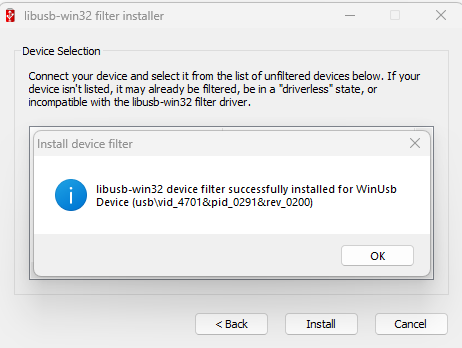 libusb-win32 filter installer
Device Selection
Connect your device and select it from the list of unfiltered devices below. If your
device isn't listed, it may already be filtered, be in a "driverless" state, or
incompatible with the libusb-win32 filter driver.
Install device filter
libusb-win32 device filter successfully installed for WinUsb
Device (usb\vid_4701&pid_0291&rev_0200)
OK
< Back
Install
Cancel